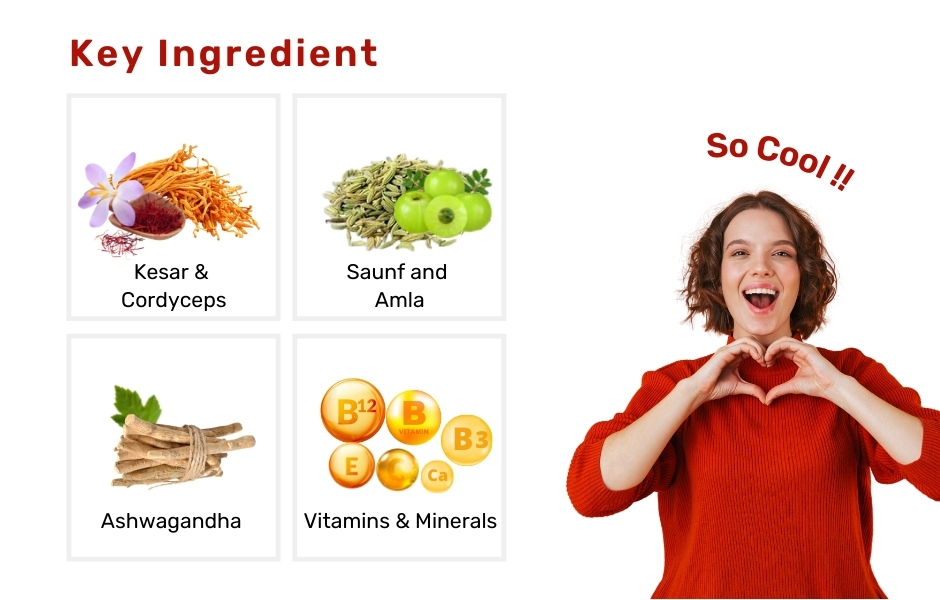 Key Ingredient
So Cool !!
Kesar &
Cordyceps
Saunf and
Amla
B12
B
VITAMIN
B3
E
C
Ca
Ashwagandha
Vitamins & Minerals